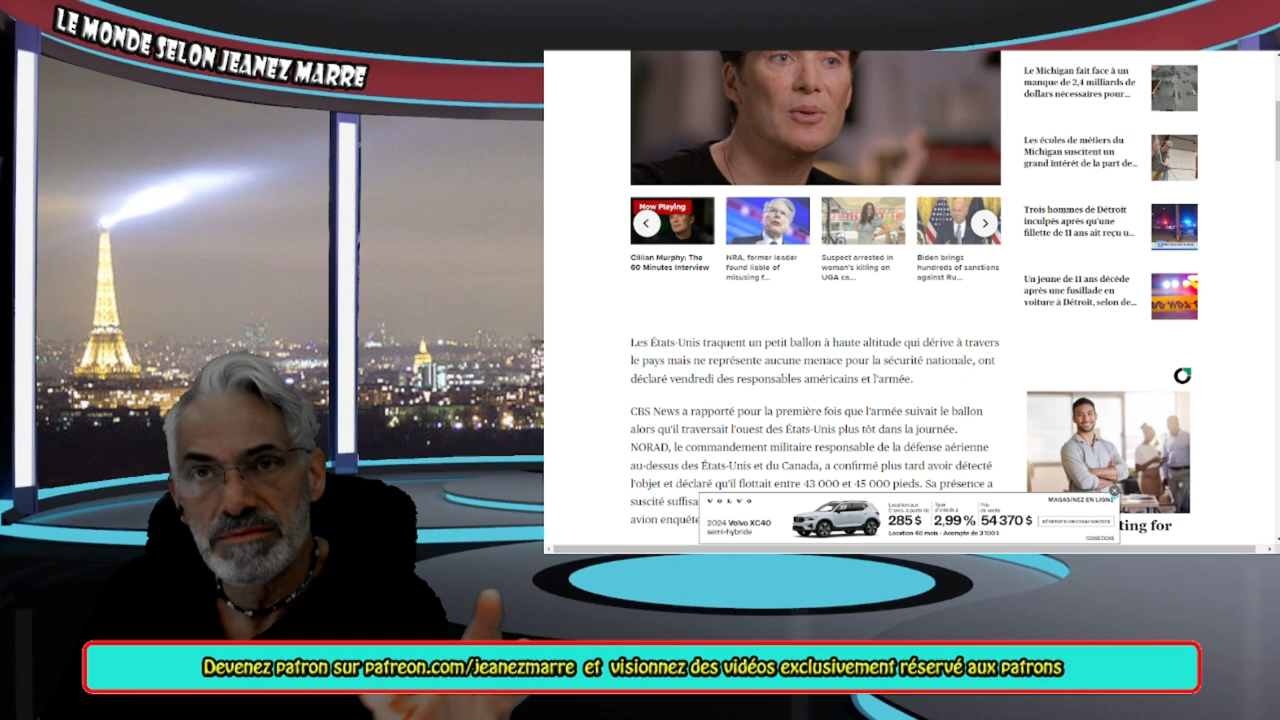 LE MONDE SELON JEANEZ MARRE
Now Playing
Cillian Murphy: The
60 Minutes Interview
NRA, former leader
found liable of
misusing f...
Suspect arrested in
woman's killing on
UGA ca...
Biden brings
hundreds of sanctions
against Ru...
Les États-Unis traquent un petit ballon à haute altitude qui dérive à travers
le pays mais ne représente aucune menace pour la sécurité nationale, ont
déclaré vendredi des responsables américains et l'armée.
CBS News a rapporté pour la première fois que l'armée suivait le ballon
alors qu'il traversait l'ouest des États-Unis plus tôt dans la journée.
NORAD, le commandement militaire responsable de la défense aérienne
au-dessus des États-Unis et du Canada, a confirmé plus tard avoir détecté
l'objet et déclaré qu'il flottait entre 43 000 et 45 000 pieds. Sa présence a
suscité suffisa
avion enquête
Le Michigan fait face à un
manque de 2,4 milliards de
dollars nécessaires pour...
Les écoles de métiers du
Michigan suscitent un
grand intérêt de la part de...
Trois hommes de Détroit
inculpés après qu'une
fillette de 11 ans ait reçu u...
Un jeune de 11 ans décède
après une fusillade en
voiture à Détroit, selon de...
ting for
VOLVO
2024 Volvo XC40
semi-hybride
285 $
2,99 %
54 370 $
Location 48 mois - Acompte de 3 100 $
MAGASINEZ EN LIGNE
Devenez patron sur patreon.com/jeanezmarre et visionnez des vidéos exclusivement réservé aux patrons